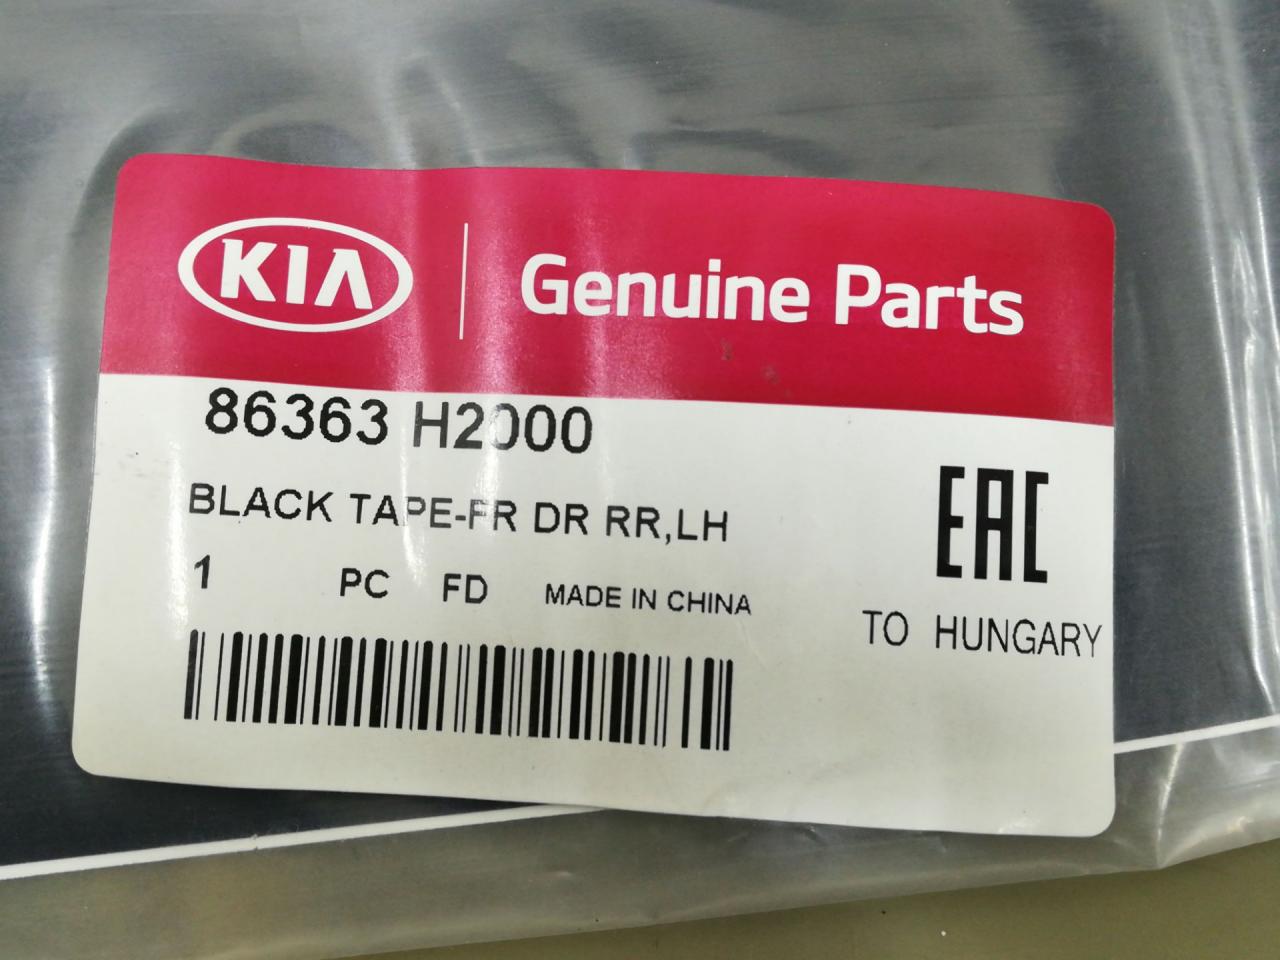 KIA Genuine Parts
86363 H2000
BLACK TAPE-FR DR RR,LH
EAC
1 PC FD MADE IN CHINA
TO HUNGARY